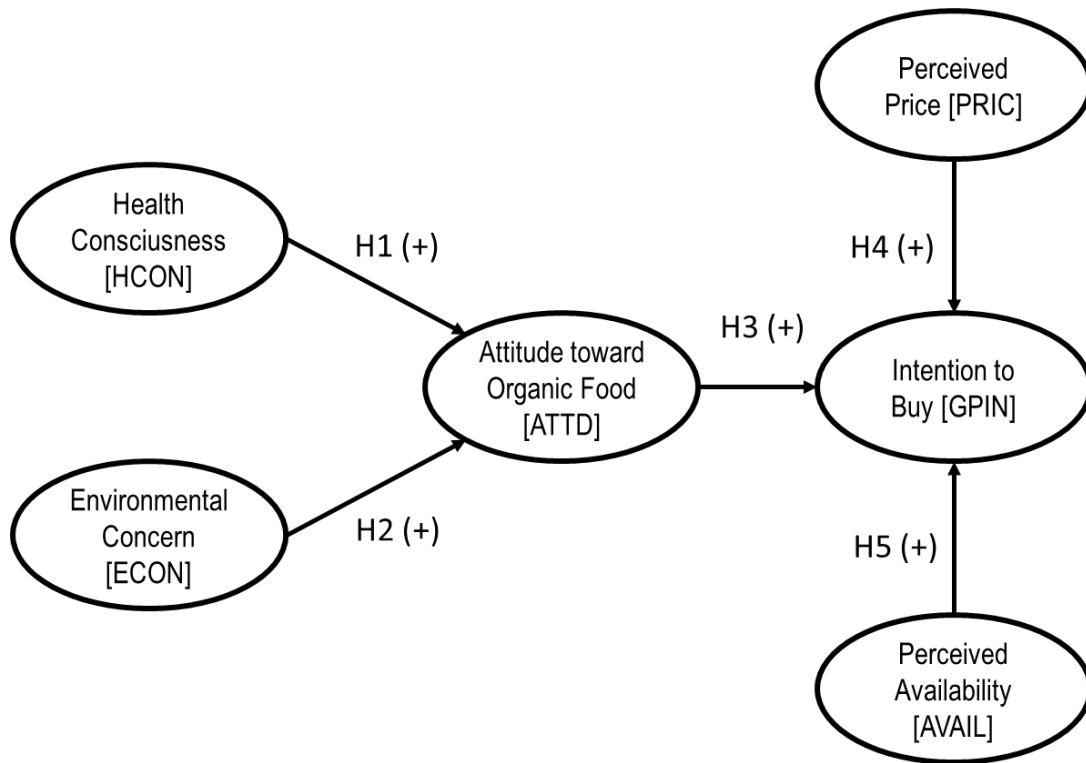 Perceived
Price [PRIC]
Health
Consciusness
[HCON]
H1 (+)
H4 (+)
Attitude toward
Organic Food
[ATTD]
H3 (+)
Intention to
Buy [GPIN]
Environmental
Concern
[ECON]
H2 (+)
H5 (+)
Perceived
Availability
[AVAIL]